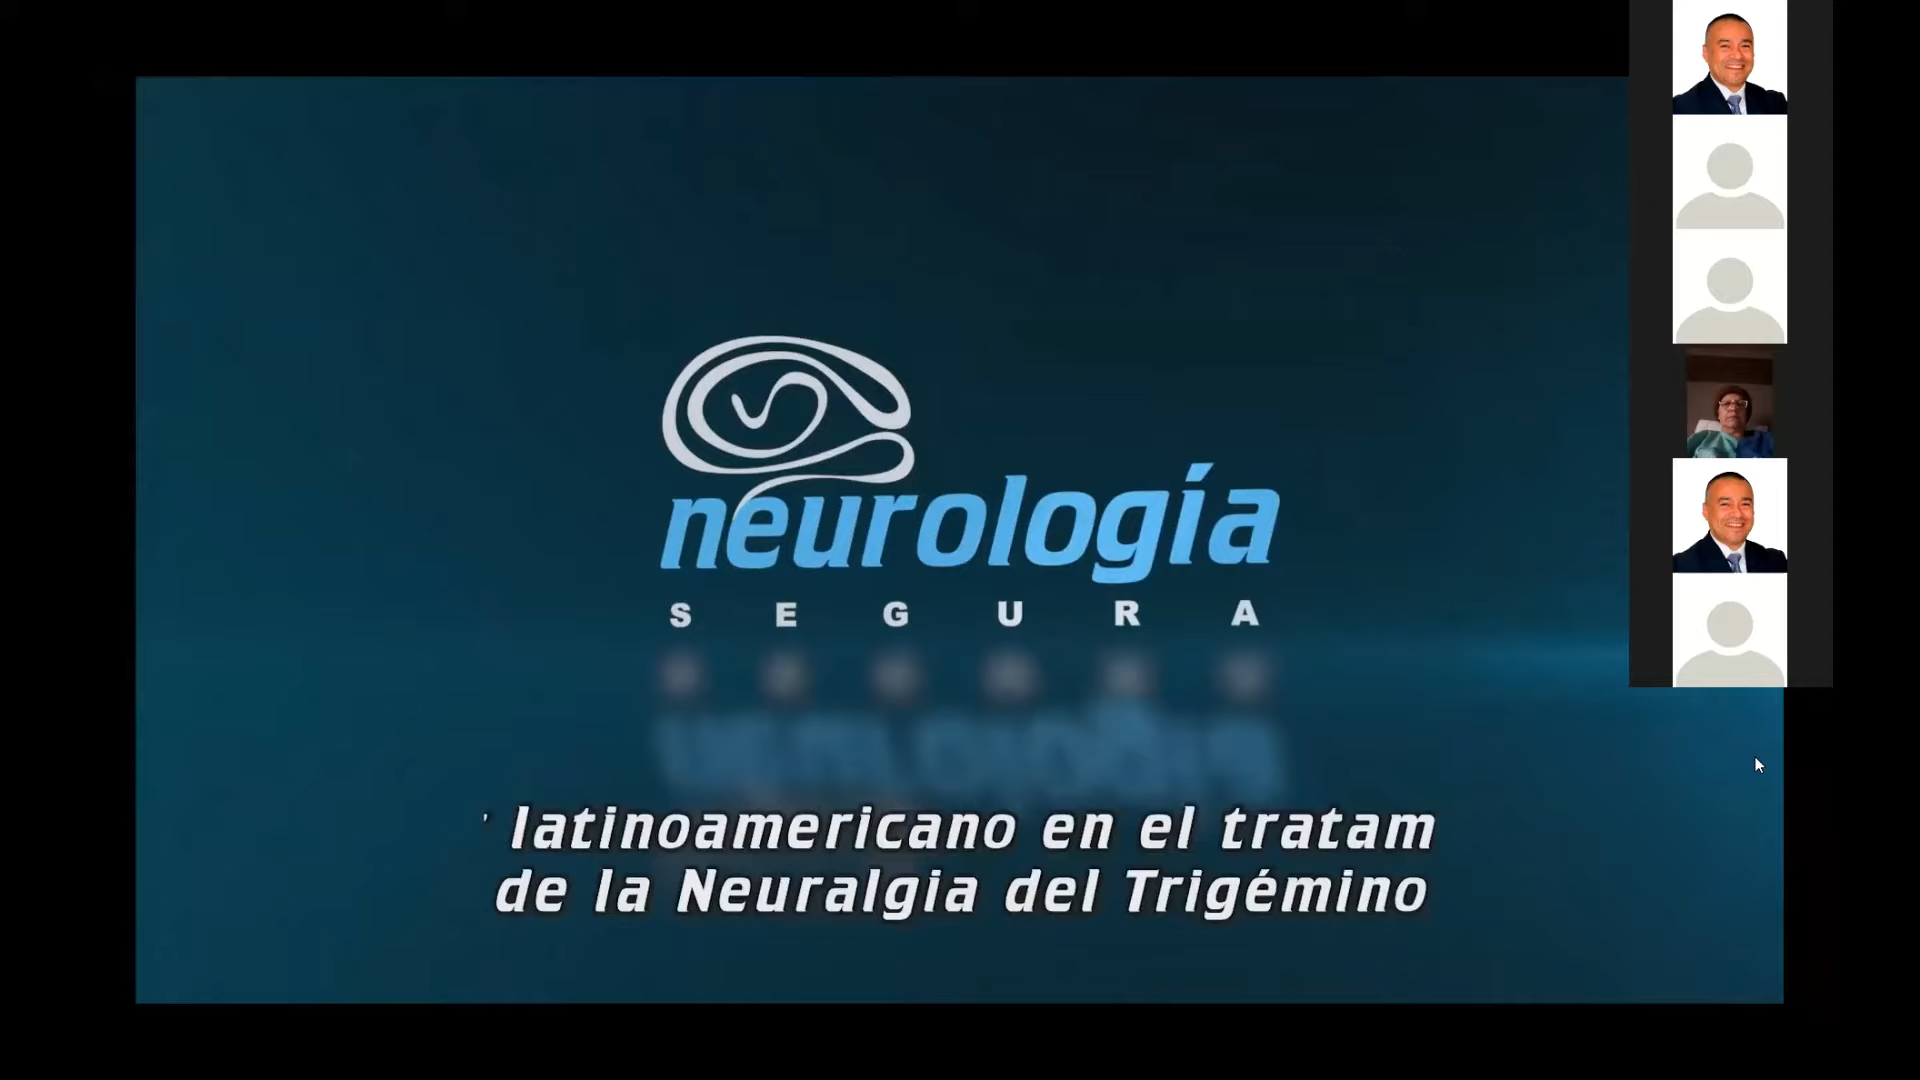 neurología
SEGURA
latinoamericano en el tratam
de la Neuralgia del Trigémino